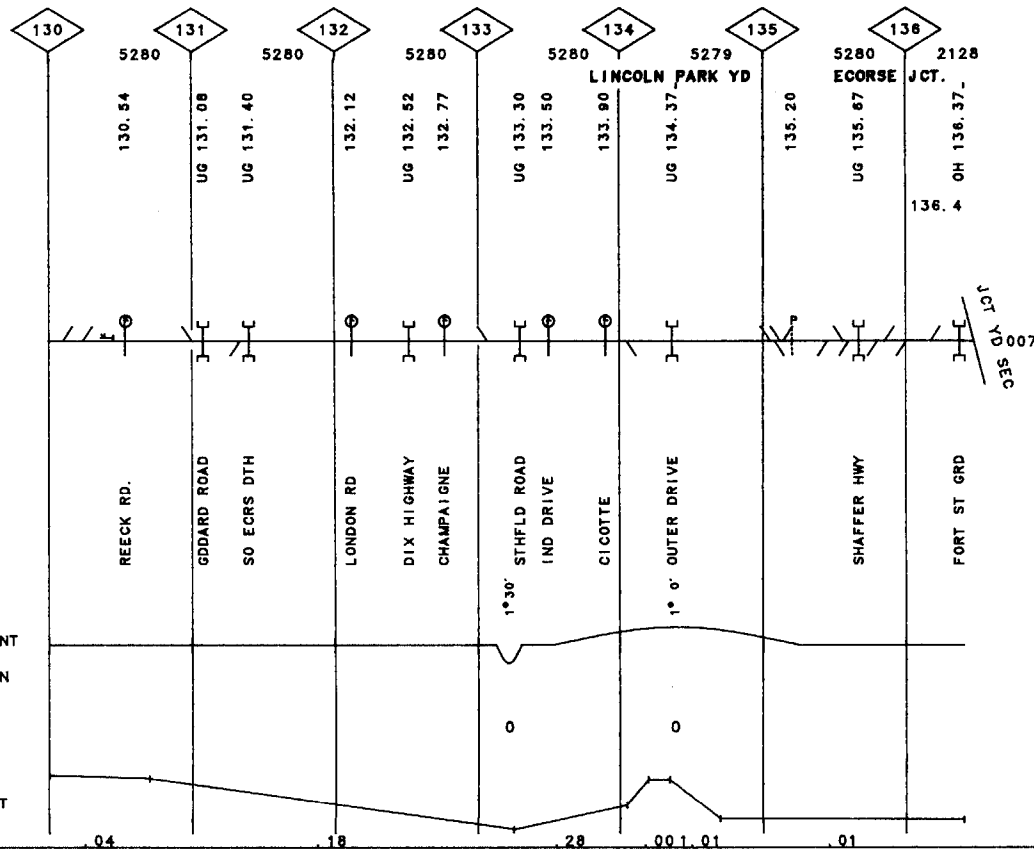 130 131 132 133 134 135 136
5280 5280 5280 5280 5279 5280 2128
LINCOLN PARK YD ECORSE JCT.
130.54
UG 131.08
UG 131.40
132.12
UG 132.52
132.77
UG 133.30
133.50
133.90
UG 134.37
135.20
UG 135.67
OH 136.37
136.4
JCT YD SEC
007
REECK RD.
GDDARD ROAD
SO ECRS DTH
LONDON RD
DIX HIGHWAY
CHAMPAIGNE
STHFLD ROAD
IND DRIVE
CICOTTE
OUTER DRIVE
SHAFFER HWY
FORT ST GRD
1°30'
1° 0'
NT
N
0 0
T
.04 .18 .28 .00 1.01 .01